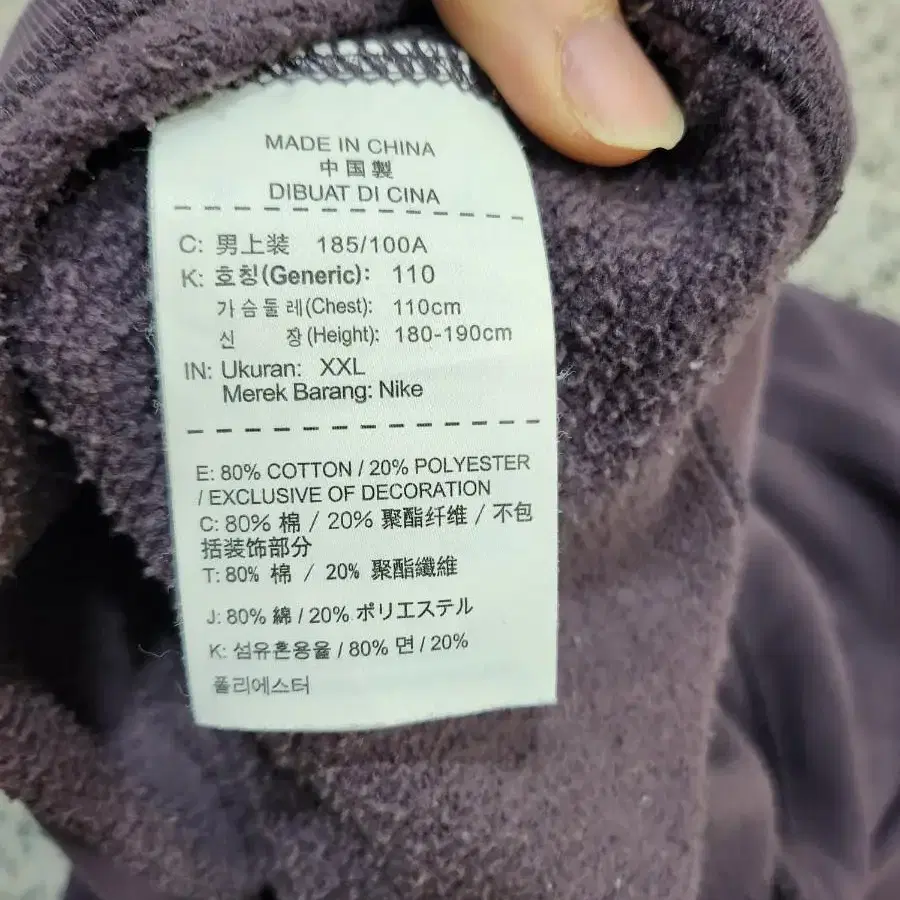 MADE IN CHINA
中国製
DIBUAT DI CINA
C: 男上装 185/100A
K: 호칭(Generic): 110
가슴둘레(Chest): 110cm
신 장(Height): 180-190cm
IN: Ukuran: XXL
Merek Barang: Nike
E: 80% COTTON / 20% POLYESTER
/ EXCLUSIVE OF DECORATION
C: 80% 棉 / 20% 聚酯纤维 / 不包
括装饰部分
T: 80% 棉 / 20% 聚酯纖維
J: 80% 綿 / 20% ポリエステル
K: 섬유혼용율 / 80% 면 / 20%
폴리에스터